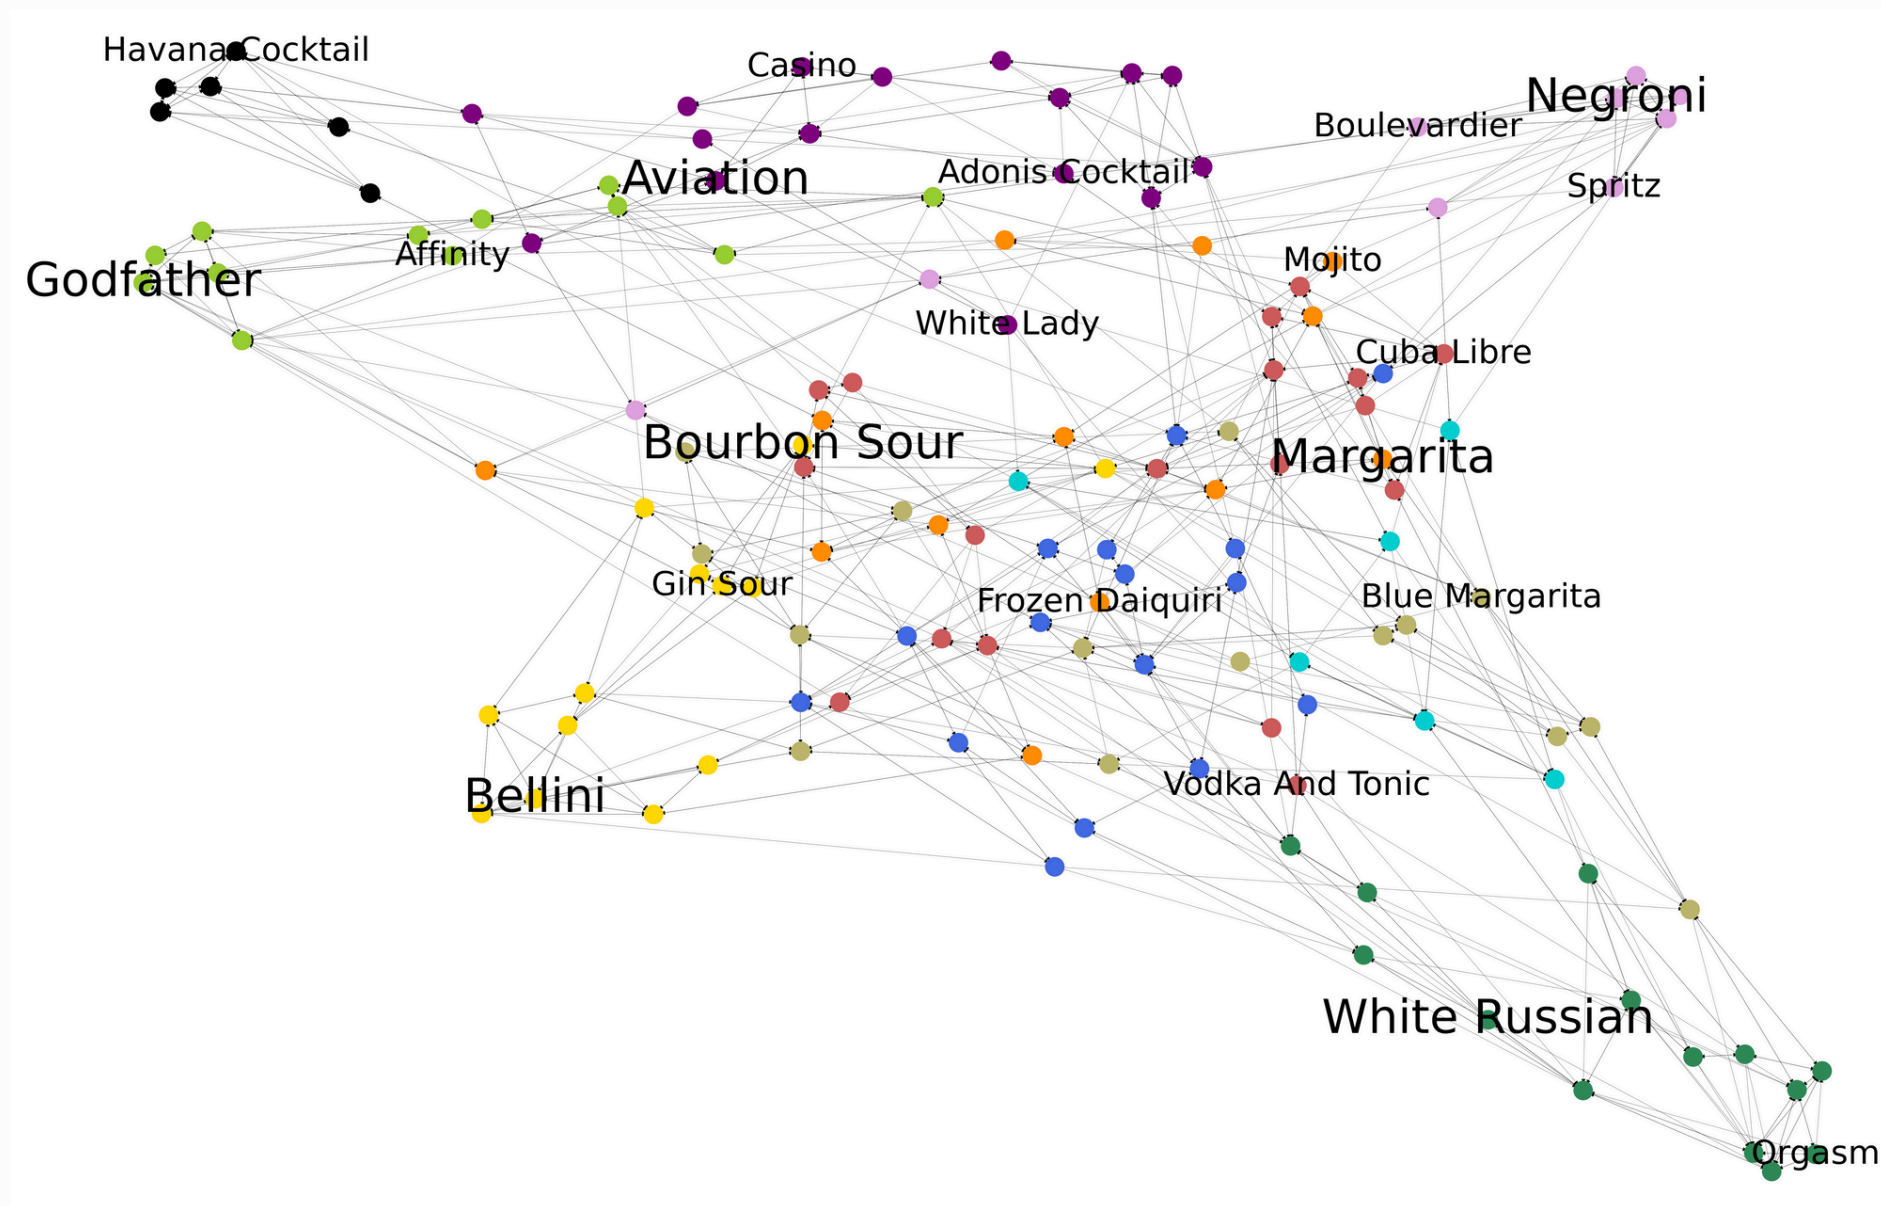 Havana Cocktail
Casino
Negroni
Boulevardier
Aviation
Adonis Cocktail
Spritz
Affinity
Mojito
Godfather
White Lady
Cuba Libre
Bourbon Sour
Margarita
Gin Sour
Frozen Daiquiri
Blue Margarita
Bellini
Vodka And Tonic
White Russian
Orgasm